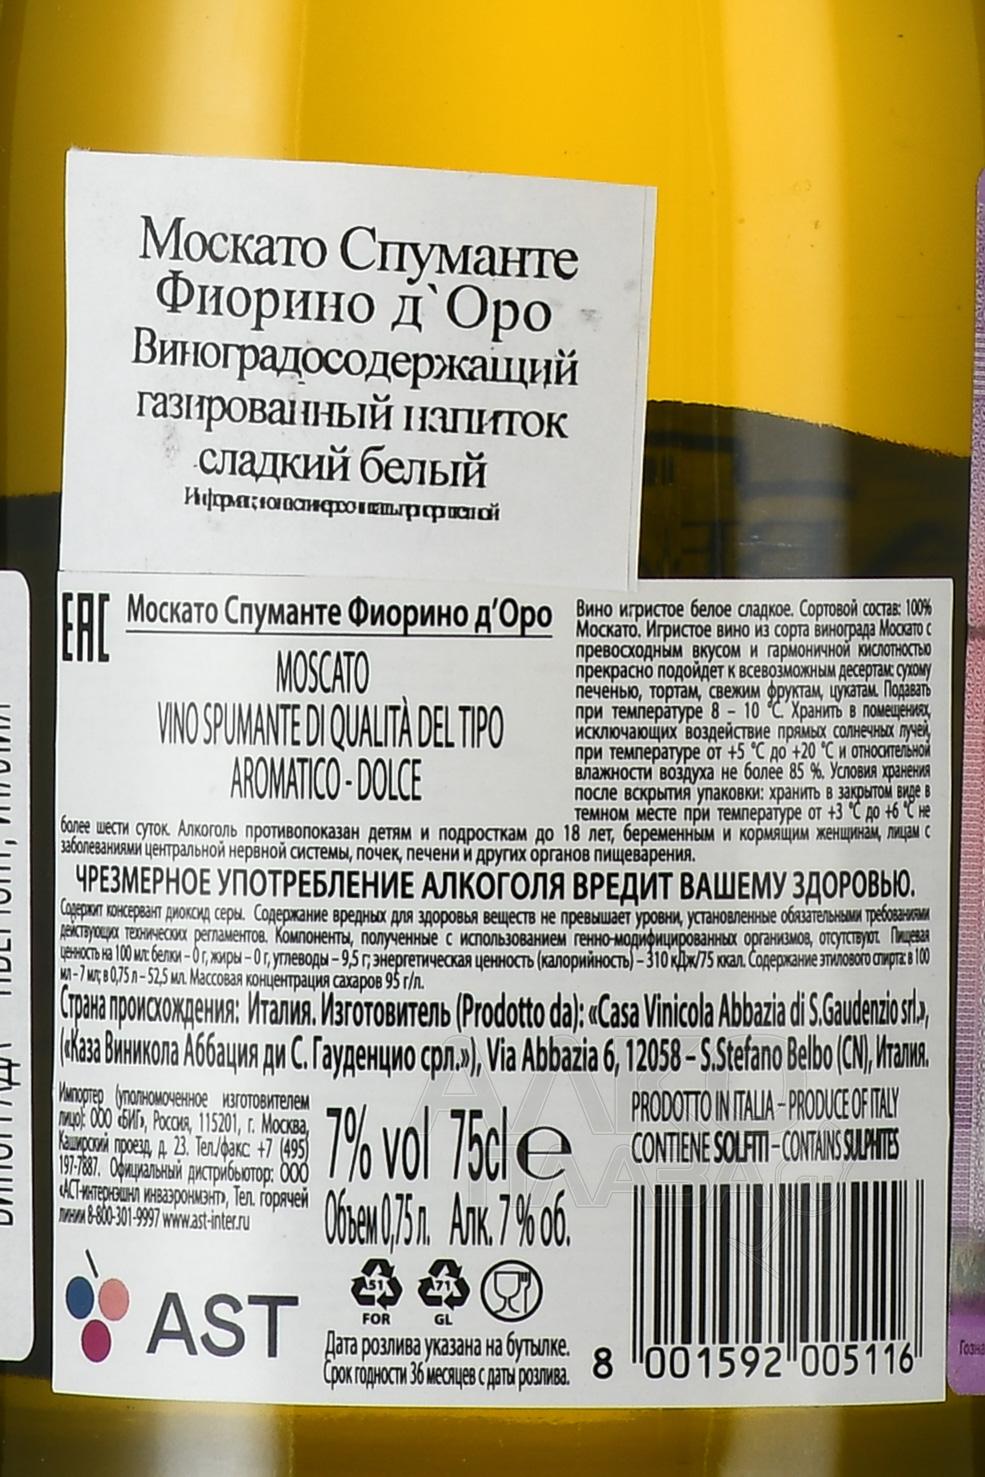 Москато Спуманте
Фиорино д`Оро
Виноградосодержащий
газированный напиток
сладкий белый
EAC
Москато Спуманте Фиорино д'Оро
MOSCATO
VINO SPUMANTE DI QUALITÀ DEL TIPO
AROMATICO - DOLCE
Вино игристое белое сладкое. Сортовой состав: 100%
Москато. Игристое вино из сорта винограда Москато с
превосходным вкусом и гармоничной кислотностью
прекрасно подойдет к всевозможным десертам: сухому
печенью, тортам, свежим фруктам, цукатам. Подавать
при температуре 8 – 10 °С. Хранить в помещениях,
исключающих воздействие прямых солнечных лучей,
при температуре от +5 °С до +20 °С и относительной
влажности воздуха не более 85 %. Условия хранения
после вскрытия упаковки: хранить в закрытом виде в
темном месте при температуре от +3 °С до +6 °С не
более шести суток. Алкоголь противопоказан детям и подросткам до 18 лет, беременным и кормящим женщинам, лицам с
заболеваниями центральной нервной системы, почек, печени и других органов пищеварения.
ЧРЕЗМЕРНОЕ УПОТРЕБЛЕНИЕ АЛКОГОЛЯ ВРЕДИТ ВАШЕМУ ЗДОРОВЬЮ.
Содержит консервант диоксид серы. Содержание вредных для здоровья веществ не превышает уровни, установленные обязательными требованиями
действующих технических регламентов. Компоненты, полученные с использованием генно-модифицированных организмов, отсутствуют. Пищевая
ценность на 100 мл: белки – 0 г, жиры – 0 г, углеводы – 9,5 г; энергетическая ценность (калорийность) – 310 кДж/75 ккал. Содержание этилового спирта: в 100
мл – 7 мл; в 0,75 л – 52,5 мл. Массовая концентрация сахаров 95 г/л.
Страна происхождения: Италия. Изготовитель (Prodotto da): «Casa Vinicola Abbazia di S.Gaudenzio srl.»,
(«Каза Виникола Аббация ди С. Гауденцио срл.»), Via Abbazia 6, 12058 – S.Stefano Belbo (CN), Италия.
Импортер (уполномоченное изготовителем
лицо): ООО «БИГ», Россия, 115201, г. Москва,
Каширский проезд, д. 23. Тел./факс: +7 (495)
197-7887. Официальный дистрибьютор: ООО
«АСТ-интернэшнл инваэронмэнт», Тел. горячей
линии 8-800-301-9997 www.ast-inter.ru
7% vol 75cl e
Объем 0,75 л. Алк. 7 % об.
PRODOTTO IN ITALIA – PRODUCE OF ITALY
CONTIENE SOLFITI – CONTAINS SULPHITES
AST
51
FOR
71
GL
Дата розлива указана на бутылке.
Срок годности 36 месяцев с даты розлива.
8 001592 005116